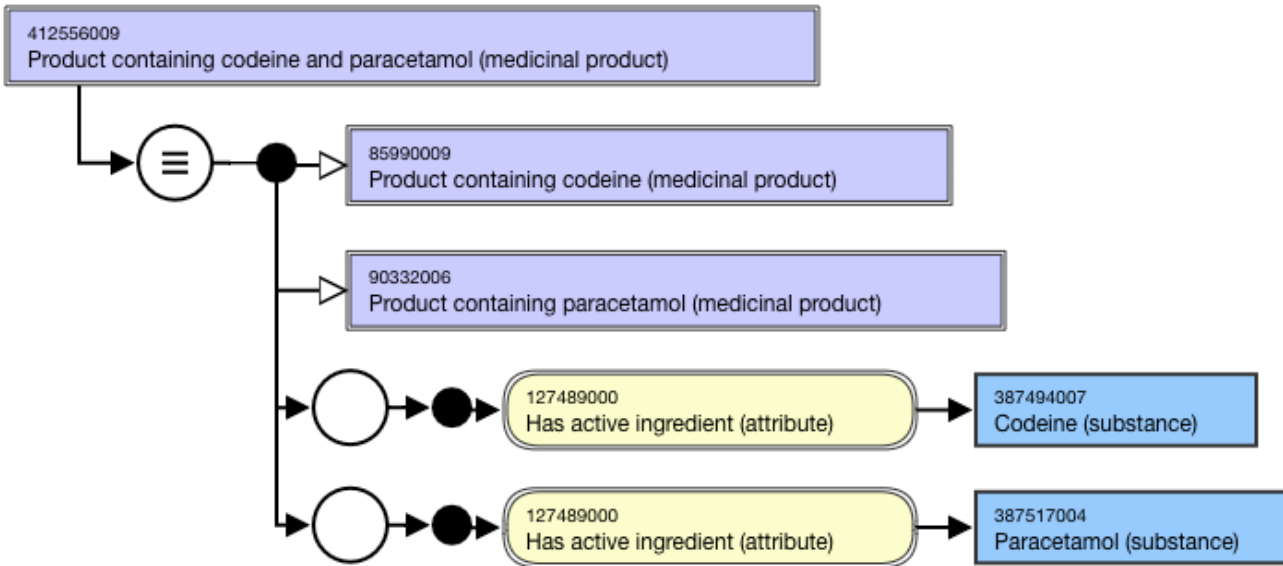 412556009
Product containing codeine and paracetamol (medicinal product)
85990009
Product containing codeine (medicinal product)
90332006
Product containing paracetamol (medicinal product)
127489000
Has active ingredient (attribute)
387494007
Codeine (substance)
127489000
Has active ingredient (attribute)
387517004
Paracetamol (substance)